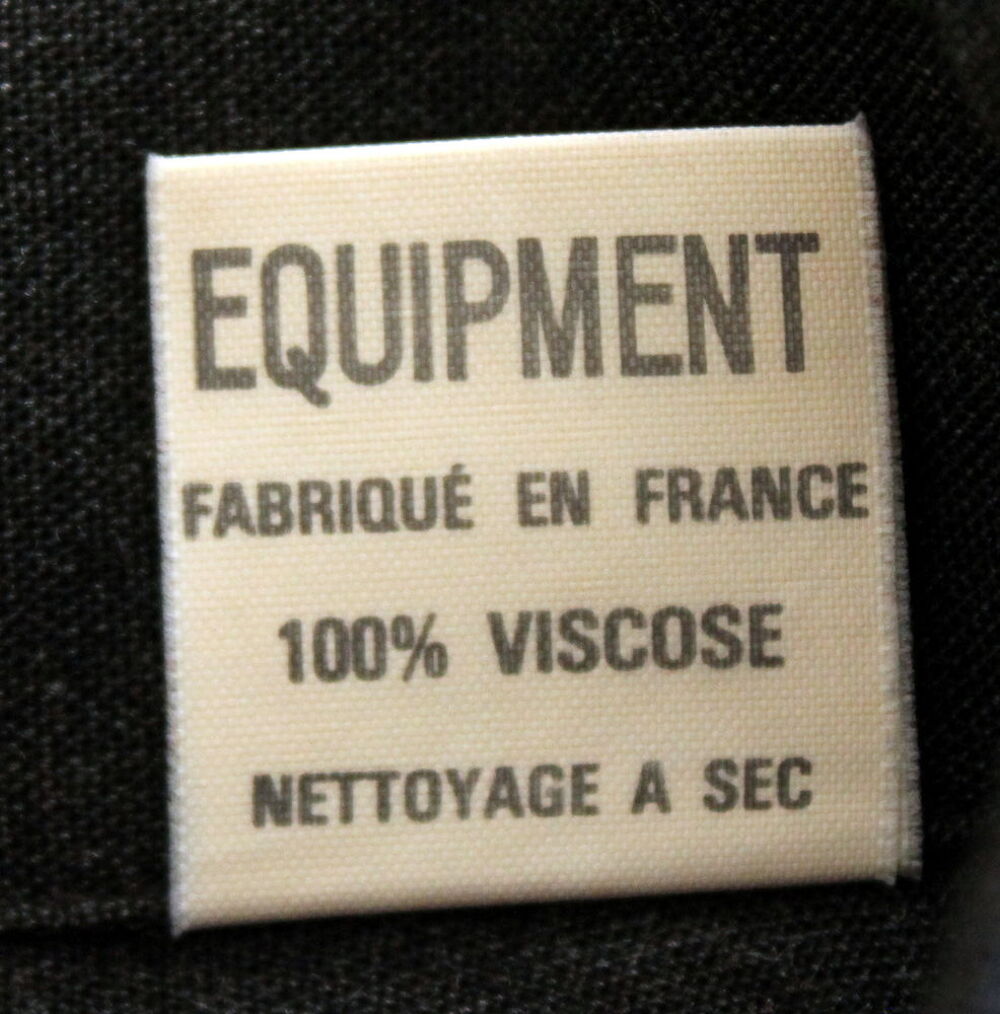 EQUIPMENT
FABRIQUÉ EN FRANCE
100% VISCOSE
NETTOYAGE A SEC